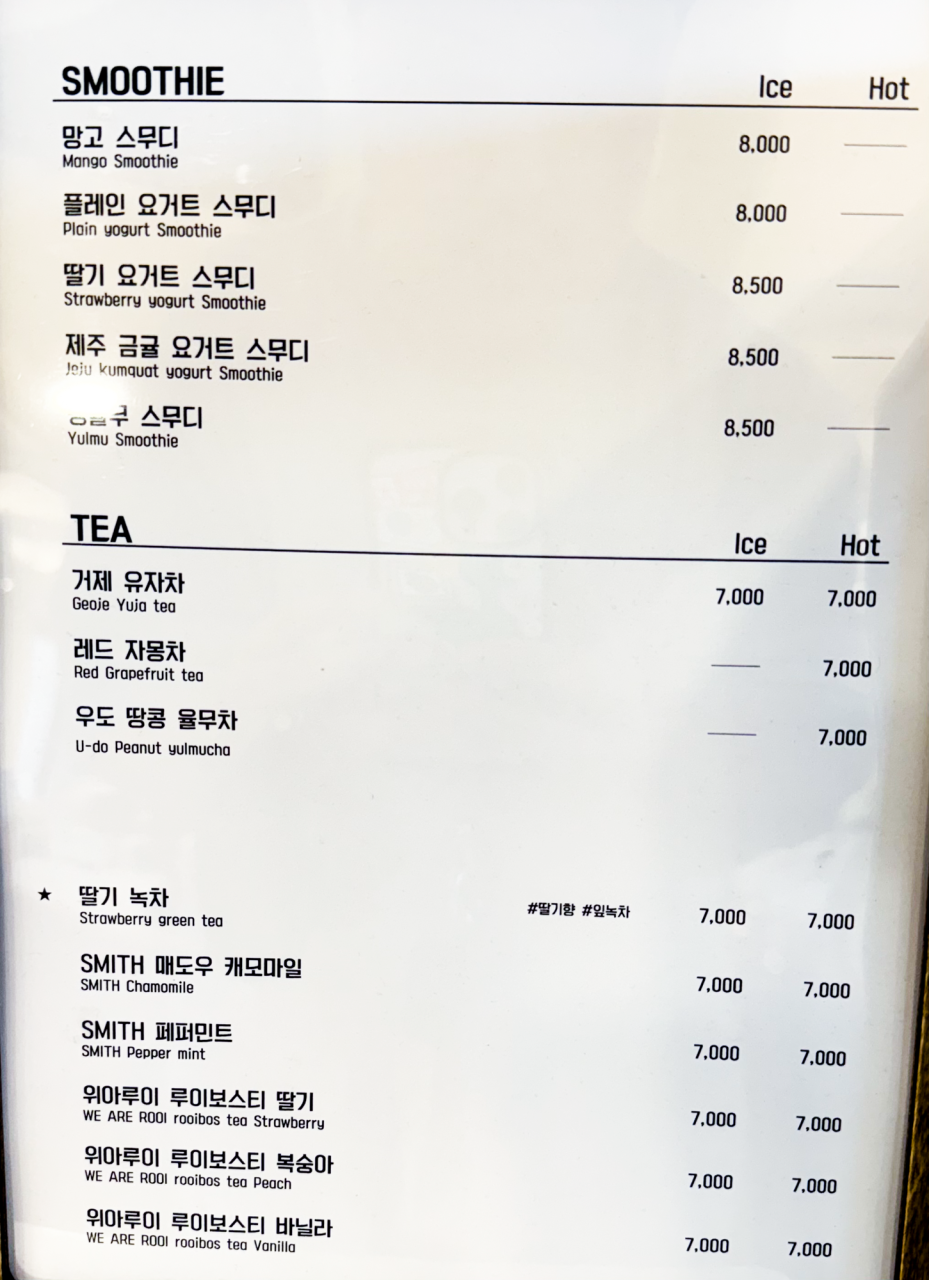 SMOOTHIE Ice Hot
망고 스무디 8,000
Mango Smoothie
플레인 요거트 스무디 8,000
Plain yogurt Smoothie
딸기 요거트 스무디 8,500
Strawberry yogurt Smoothie
제주 금귤 요거트 스무디 8,500
Jeju kumquat yogurt Smoothie
스무디 8,500
Yulmu Smoothie
TEA Ice Hot
거제 유자차 7,000 7,000
Geoje Yuja tea
레드 자몽차 7,000
Red Grapefruit tea
우도 땅콩 율무차 7,000
U-do Peanut yulmucha
★ 딸기 녹차 #딸기향 #잎녹차 7,000 7,000
Strawberry green tea
SMITH 매도우 캐모마일 7,000 7,000
SMITH Chamomile
SMITH 페퍼민트 7,000 7,000
SMITH Pepper mint
위아루이 루이보스티 딸기 7,000 7,000
WE ARE ROOI rooibos tea Strawberry
위아루이 루이보스티 복숭아 7,000 7,000
WE ARE ROOI rooibos tea Peach
위아루이 루이보스티 바닐라 7,000 7,000
WE ARE ROOI rooibos tea Vanilla